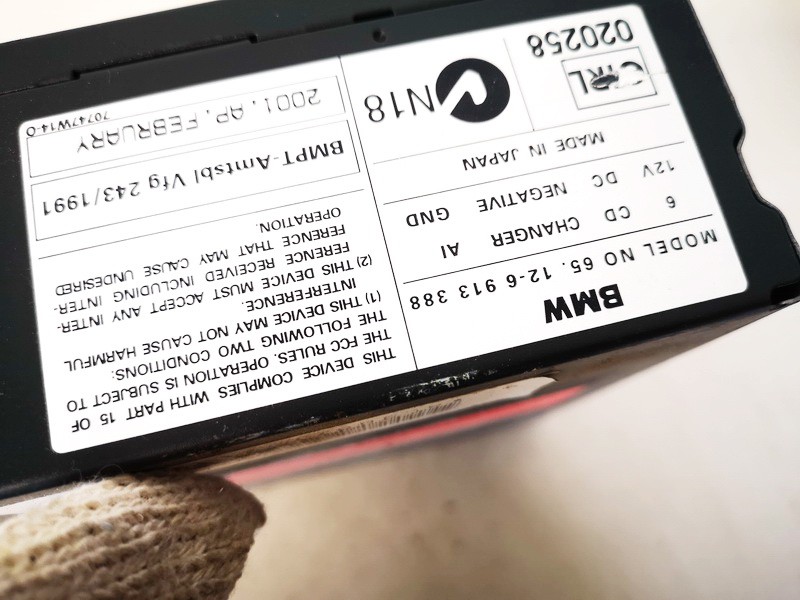 BMW
MODEL NO 65. 12-6 913 388
6 CD CHANGER AI
12V DC NEGATIVE GND
MADE IN JAPAN
CTRL
020258
N18
THIS DEVICE COMPLIES WITH PART 15 OF
THE FCC RULES. OPERATION IS SUBJECT TO
THE FOLLOWING TWO CONDITIONS:
(1) THIS DEVICE MAY NOT CAUSE HARMFUL
INTERFERENCE.
(2) THIS DEVICE MUST ACCEPT ANY INTER-
FERENCE INCLUDING RECEIVED INTER-
FERENCE THAT MAY CAUSE UNDESIRED
OPERATION.
BMPT-Amtsbl Vfg 243/1991
2001, AP, FEBRUARY
70747W14-0